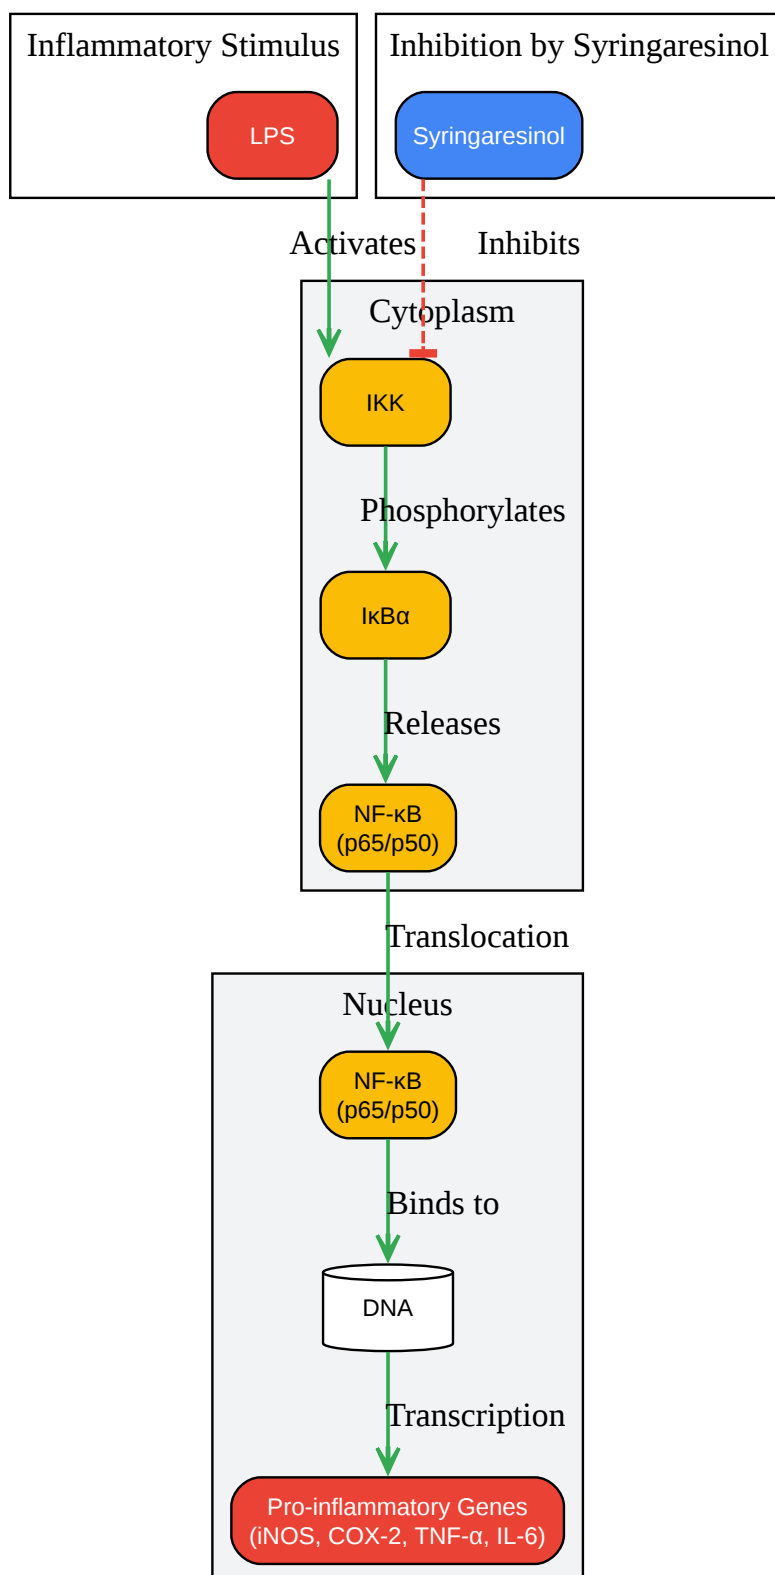 Inflammatory Stimulus
Inhibition by Syringaresinol
LPS
Syringaresinol
Activates
Inhibits
Cytoplasm
IKK
Phosphorylates
IκBα
Releases
NF-κB
(p65/p50)
Translocation
Nucleus
NF-κB
(p65/p50)
Binds to
DNA
Transcription
Pro-inflammatory Genes
(iNOS, COX-2, TNF-α, IL-6)